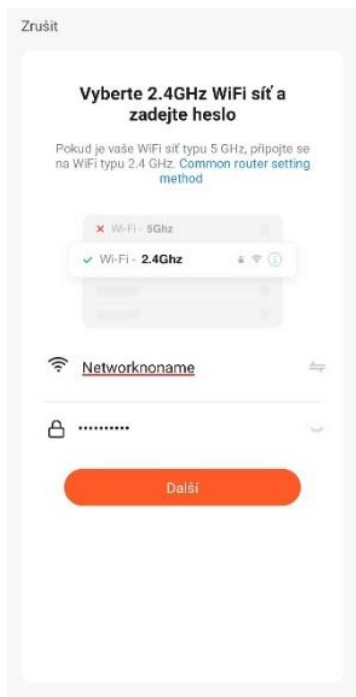 Zrušit
Vyberte 2.4GHz WiFi síť a
zadejte heslo
Pokud je vaše WiFi síť typu 5 GHz, připojte se
na WiFi typu 2.4 GHz. Common router setting
method
Wi-Fi - 5Ghz
Wi-Fi - 2.4Ghz
Networknoname
••••••••••
Další